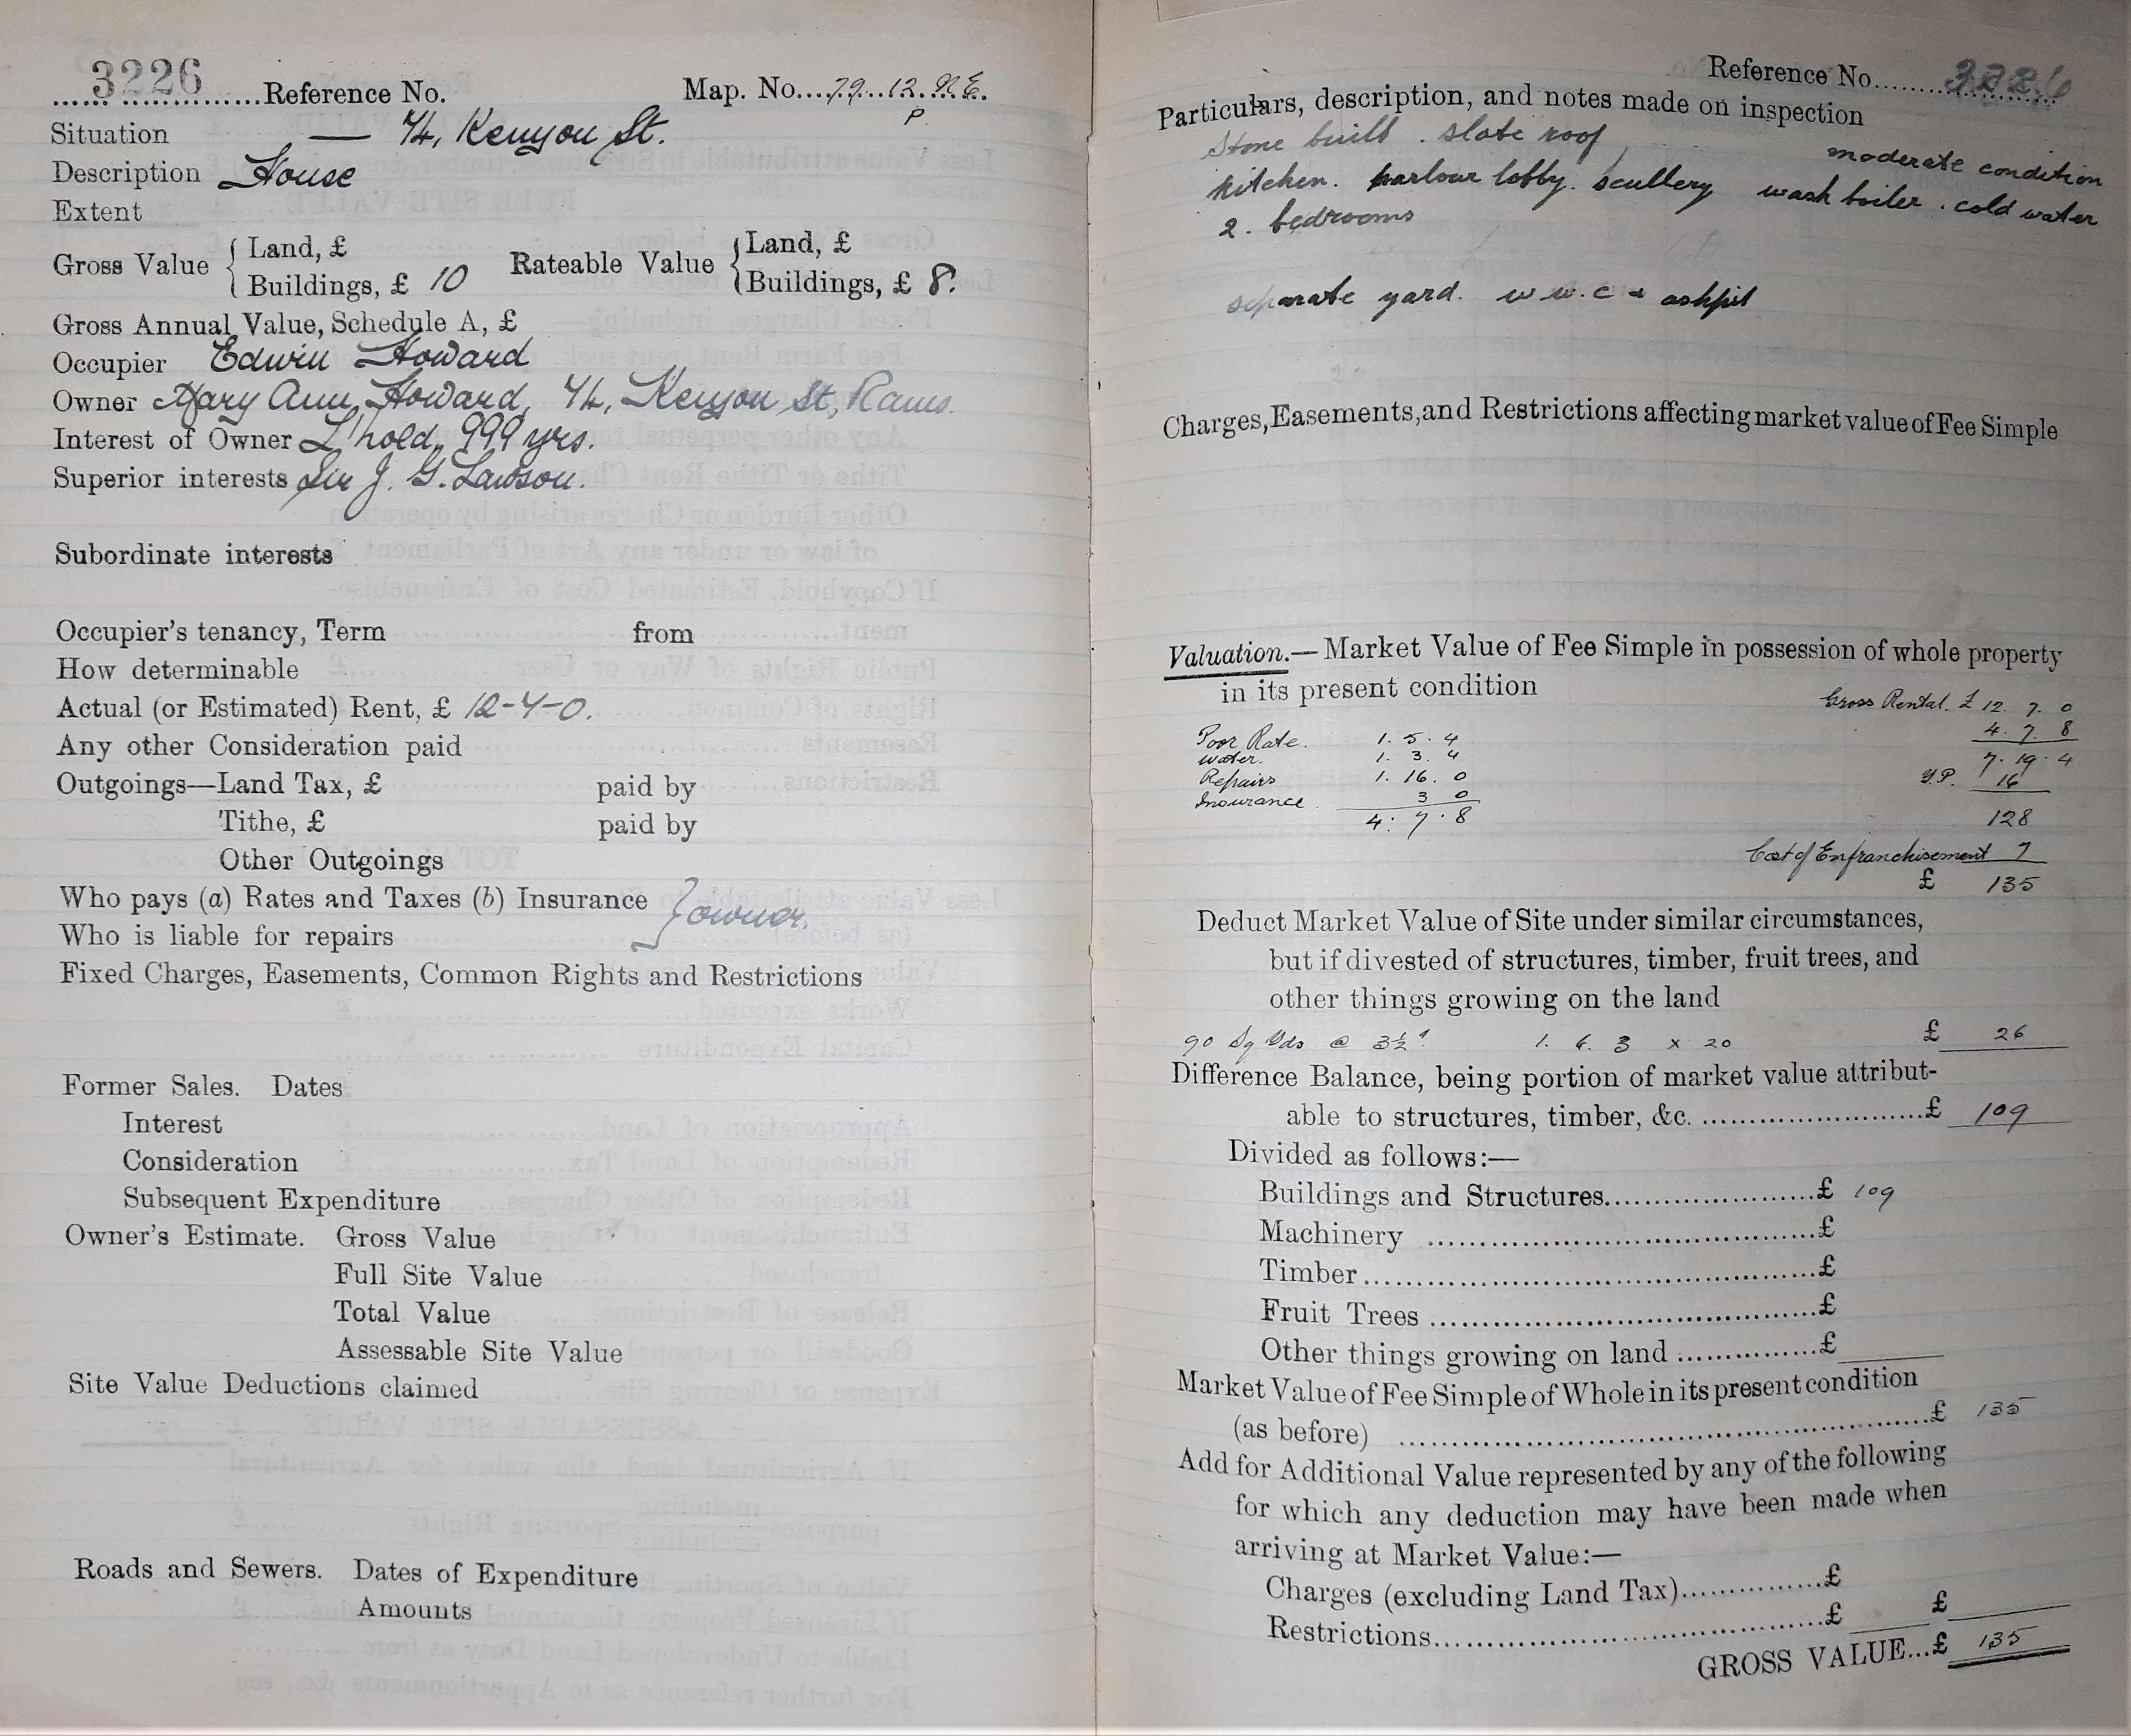 3226 Reference No. Map. No. 79. 12. N.E.
P.
Situation — 74, Kenyon St.
Description House
Extent
Gross Value { Land, £ Rateable Value { Land, £
Buildings, £ 10 Buildings, £ 8.
Gross Annual Value, Schedule A, £
Occupier Edwin Howard
Owner Mary Ann Howard, 74, Kenyon St, Rams.
Interest of Owner L'hold, 999 yrs.
Superior interests Sir J. G. Lawson.
Subordinate interests
Occupier's tenancy, Term from
How determinable
Actual (or Estimated) Rent, £ 12-4-0.
Any other Consideration paid
Outgoings—Land Tax, £ paid by
Tithe, £ paid by
Other Outgoings
Who pays (a) Rates and Taxes (b) Insurance } owner.
Who is liable for repairs
Fixed Charges, Easements, Common Rights and Restrictions
Former Sales. Dates
Interest
Consideration
Subsequent Expenditure
Owner's Estimate. Gross Value
Full Site Value
Total Value
Assessable Site Value
Site Value Deductions claimed
Roads and Sewers. Dates of Expenditure
Amounts
Reference No. 3226
Particulars, description, and notes made on inspection
Stone built. slate roof, moderate condition
kitchen. parlour lobby. scullery wash boiler. cold water
2. bedrooms
separate yard. w w.c & ashpit
Charges, Easements, and Restrictions affecting market value of Fee Simple
Valuation.—Market Value of Fee Simple in possession of whole property
in its present condition
Gross Rental. £ 12. 7. 0
Poor Rate. 1. 5. 4 4. 7. 8
Water. 1. 3. 4 7. 19. 4
Repairs 1. 16. 0 Y.P. 16
Insurance 3 0
4: 7. 8 128
Cost of Enfranchisement 7
£ 135
Deduct Market Value of Site under similar circumstances,
but if divested of structures, timber, fruit trees, and
other things growing on the land
90 Sq Yds @ 3½d 1. 6. 3 x 20 £ 26
Difference Balance, being portion of market value attribut-
able to structures, timber, &c. £ 109
Divided as follows:—
Buildings and Structures £ 109
Machinery £
Timber £
Fruit Trees £
Other things growing on land £
Market Value of Fee Simple of Whole in its present condition
(as before) £ 135
Add for Additional Value represented by any of the following
for which any deduction may have been made when
arriving at Market Value:—
Charges (excluding Land Tax) £
Restrictions £ £
GROSS VALUE...£ 135